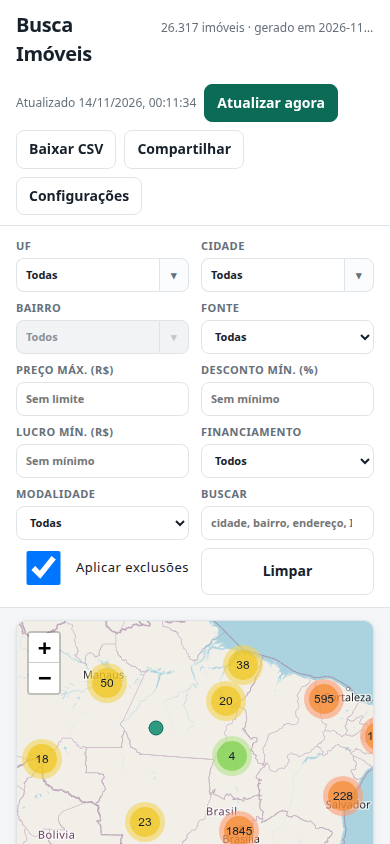 Busca
Imóveis
26.317 imóveis · gerado em 2026-11...
Atualizado 14/11/2026, 00:11:34
Atualizar agora
Baixar CSV
Compartilhar
Configurações
UF
CIDADE
Todas
Todas
BAIRRO
FONTE
Todos
Todas
PREÇO MÁX. (R$)
DESCONTO MÍN. (%)
Sem limite
Sem mínimo
LUCRO MÍN. (R$)
FINANCIAMENTO
Sem mínimo
Todos
MODALIDADE
BUSCAR
Todas
cidade, bairro, endereço,
Aplicar exclusões
Limpar
+
−
38
Manaus
50
20
595
rtaleza
18
4
228
Salvador
23
Brasil
1845
Brasília
Bolivia